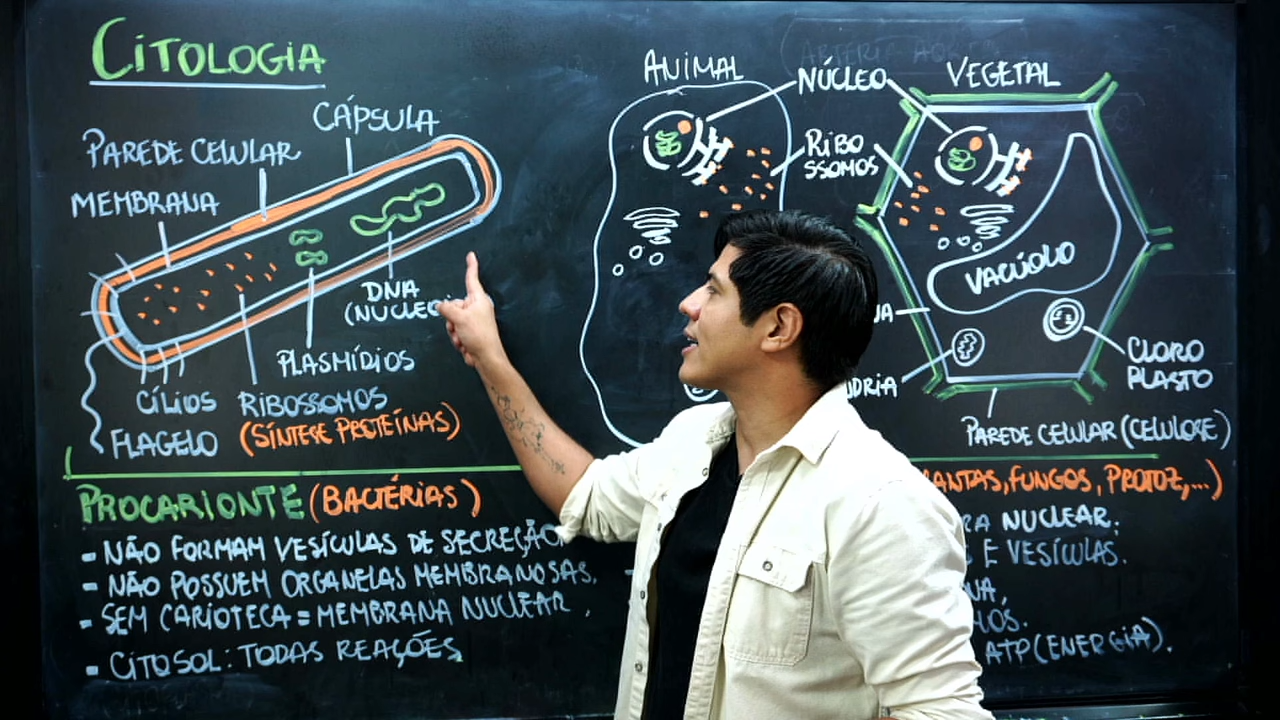 CITOLOGIA
CÁPSULA
PAREDE CELULAR
MEMBRANA
DNA
PLASMÍDIOS
CÍLIOS
RIBOSSOMOS
FLAGELO
(SÍNTESE PROTEÍNAS)
ANIMAL
NÚCLEO
VEGETAL
RIBO
SSOMOS
VACÚOLO
CLORO
PLASTO
PAREDE CELULAR (CELULOSE)
PROCARIONTE (BACTÉRIAS)
- NÃO FORMAM VESÍCULAS DE SECREÇÃO
- NÃO POSSUEM ORGANELAS MEMBRANOSAS.
- SEM CARIOTECA = MEMBRANA NUCLEAR.
- CITOSOL: TODAS REAÇÕES.
FUNGOS, PROTOZ,...)
NUCLEAR.
E VESÍCULAS.
ATP (ENERGIA).